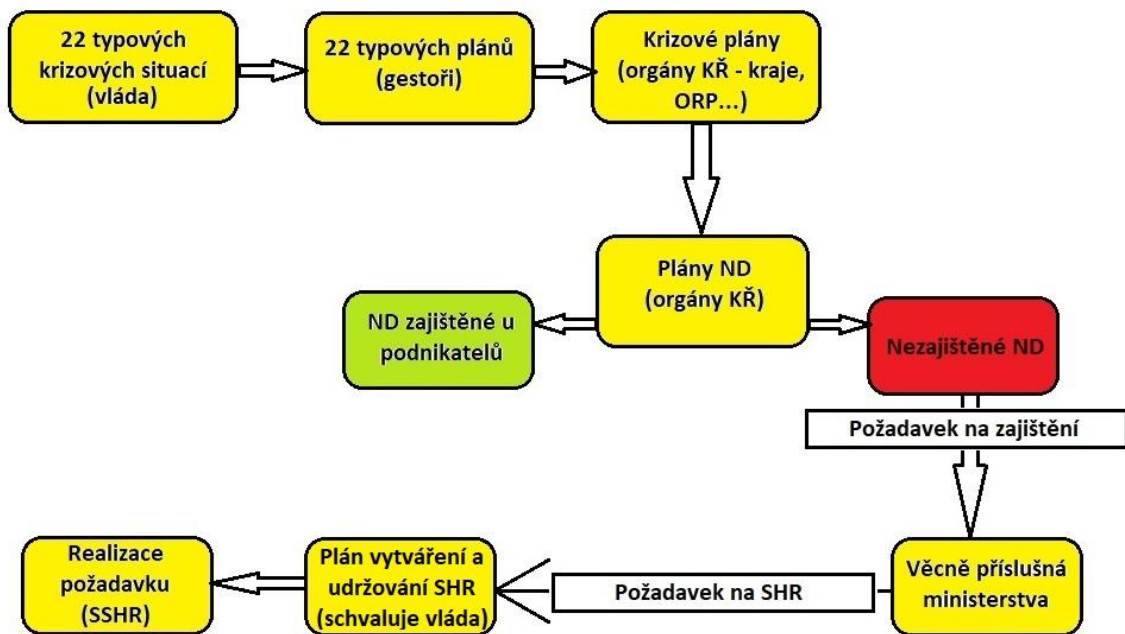 22 typových
krizových situací
(vláda)
22 typových plánů
(gestoři)
Krizové plány
(orgány KŘ - kraje,
ORP...)
Plány ND
(orgány KŘ)
ND zajištěné u
podnikatelů
Nezajištěné ND
Požadavek na zajištění
Věcně příslušná
ministerstva
Požadavek na SHR
Plán vytváření a
udržování SHR
(schvaluje vláda)
Realizace
požadavku
(SSHR)